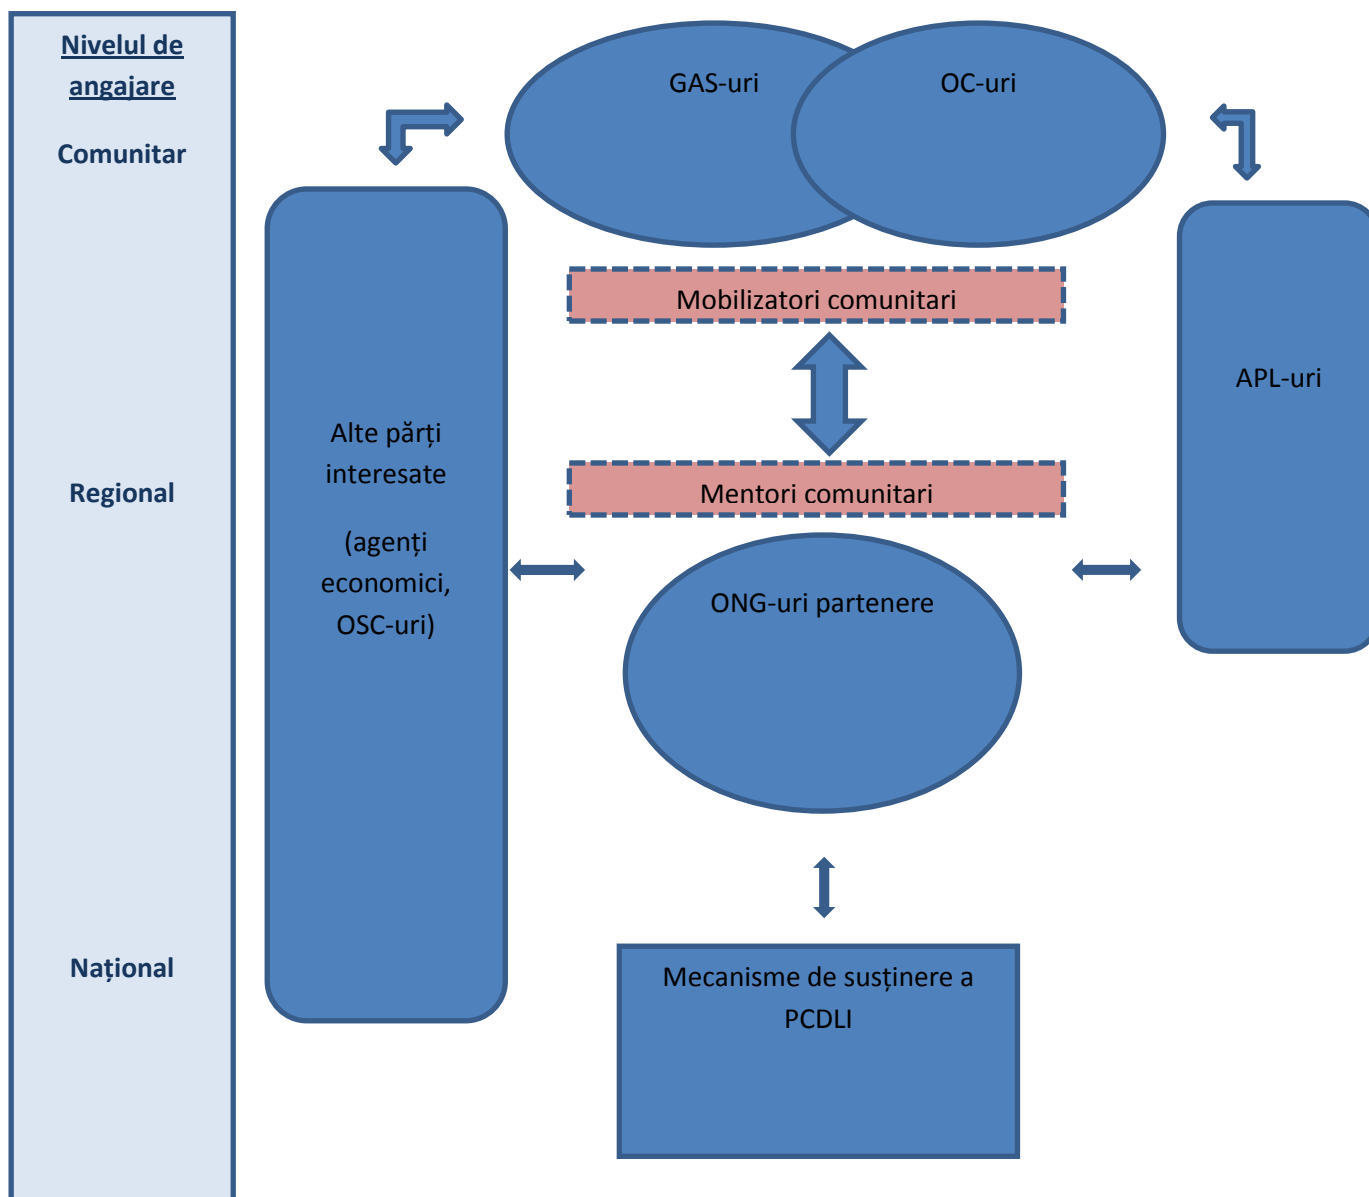 Nivelul de
angajare
Comunitar
Regional
Național
GAS-uri
OC-uri
Mobilizatori comunitari
Alte părți
interesate
(agenți
economici,
OSC-uri)
APL-uri
Mentori comunitari
ONG-uri partenere
Mecanisme de susținere a
PCDLI